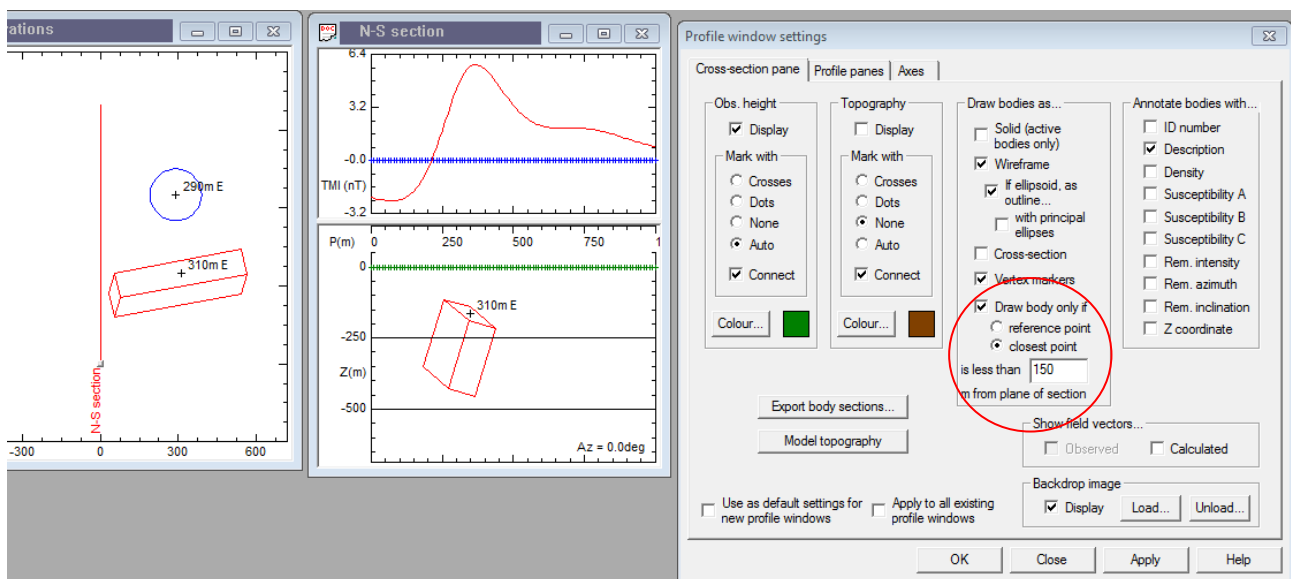 rations
290m E
310m E
N-S section
-300
0
300
600
DOC
N-S section
6.4
3.2
-0.0
TMI (nT)
-3.2
P(m)
0
250
500
750
1
0
310m E
-250
Z(m)
-500
Az = 0.0deg
Profile window settings
Cross-section pane
Profile panes
Axes
Obs. height
Display
Mark with
Crosses
Dots
None
Auto
Connect
Colour...
Topography
Display
Mark with
Crosses
Dots
None
Auto
Connect
Colour...
Draw bodies as...
Solid (active
bodies only)
Wireframe
If ellipsoid, as
outline...
with principal
ellipses
Cross-section
Vertex markers
Draw body only if
reference point
closest point
is less than 150
m from plane of section
Annotate bodies with...
ID number
Description
Density
Susceptibility A
Susceptibility B
Susceptibility C
Rem. intensity
Rem. azimuth
Rem. inclination
Z coordinate
Export body sections...
Model topography
Show field vectors...
Observed
Calculated
Backdrop image
Display
Load...
Unload...
Use as default settings for
new profile windows
Apply to all existing
profile windows
OK
Close
Apply
Help